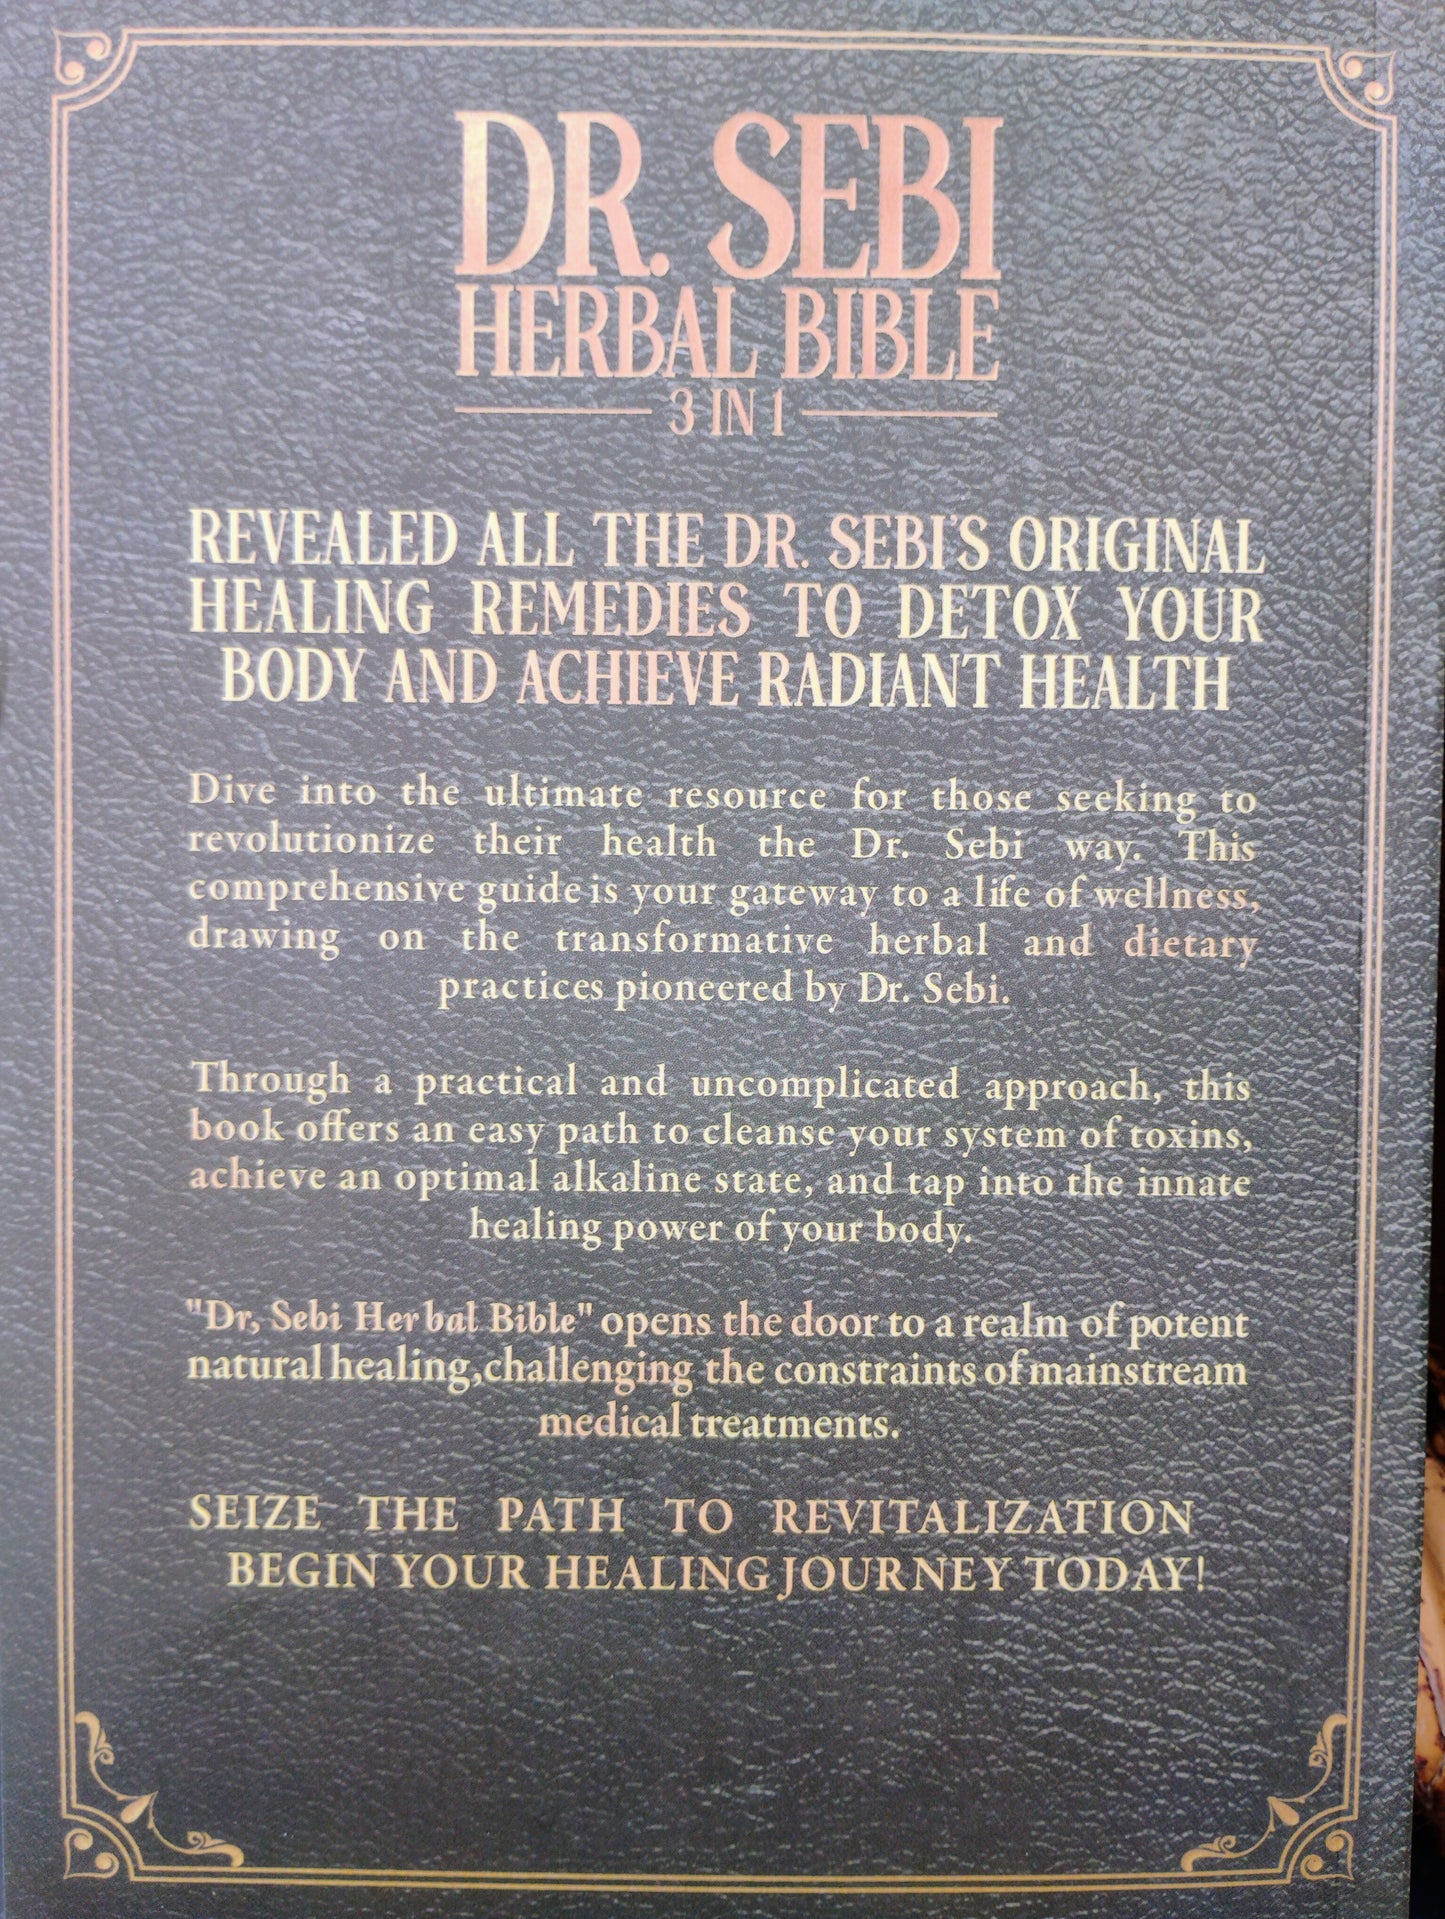 DR. SEBI
HERBAL BIBLE
3 IN 1
REVEALED ALL THE DR. SEBI'S ORIGINAL
HEALING REMEDIES TO DETOX YOUR
BODY AND ACHIEVE RADIANT HEALTH
Dive into the ultimate resource for those seeking to
revolutionize their health the Dr. Sebi way. This
comprehensive guide is your gateway to a life of wellness,
drawing on the transformative herbal and dietary
practices pioneered by Dr. Sebi.
Through a practical and uncomplicated approach, this
book offers an easy path to cleanse your system of toxins,
achieve an optimal alkaline state, and tap into the innate
healing power of your body.
"Dr, Sebi Herbal Bible" opens the door to a realm of potent
natural healing,challenging the constraints of mainstream
medical treatments.
SEIZE THE PATH TO REVITALIZATION
BEGIN YOUR HEALING JOURNEY TODAY!